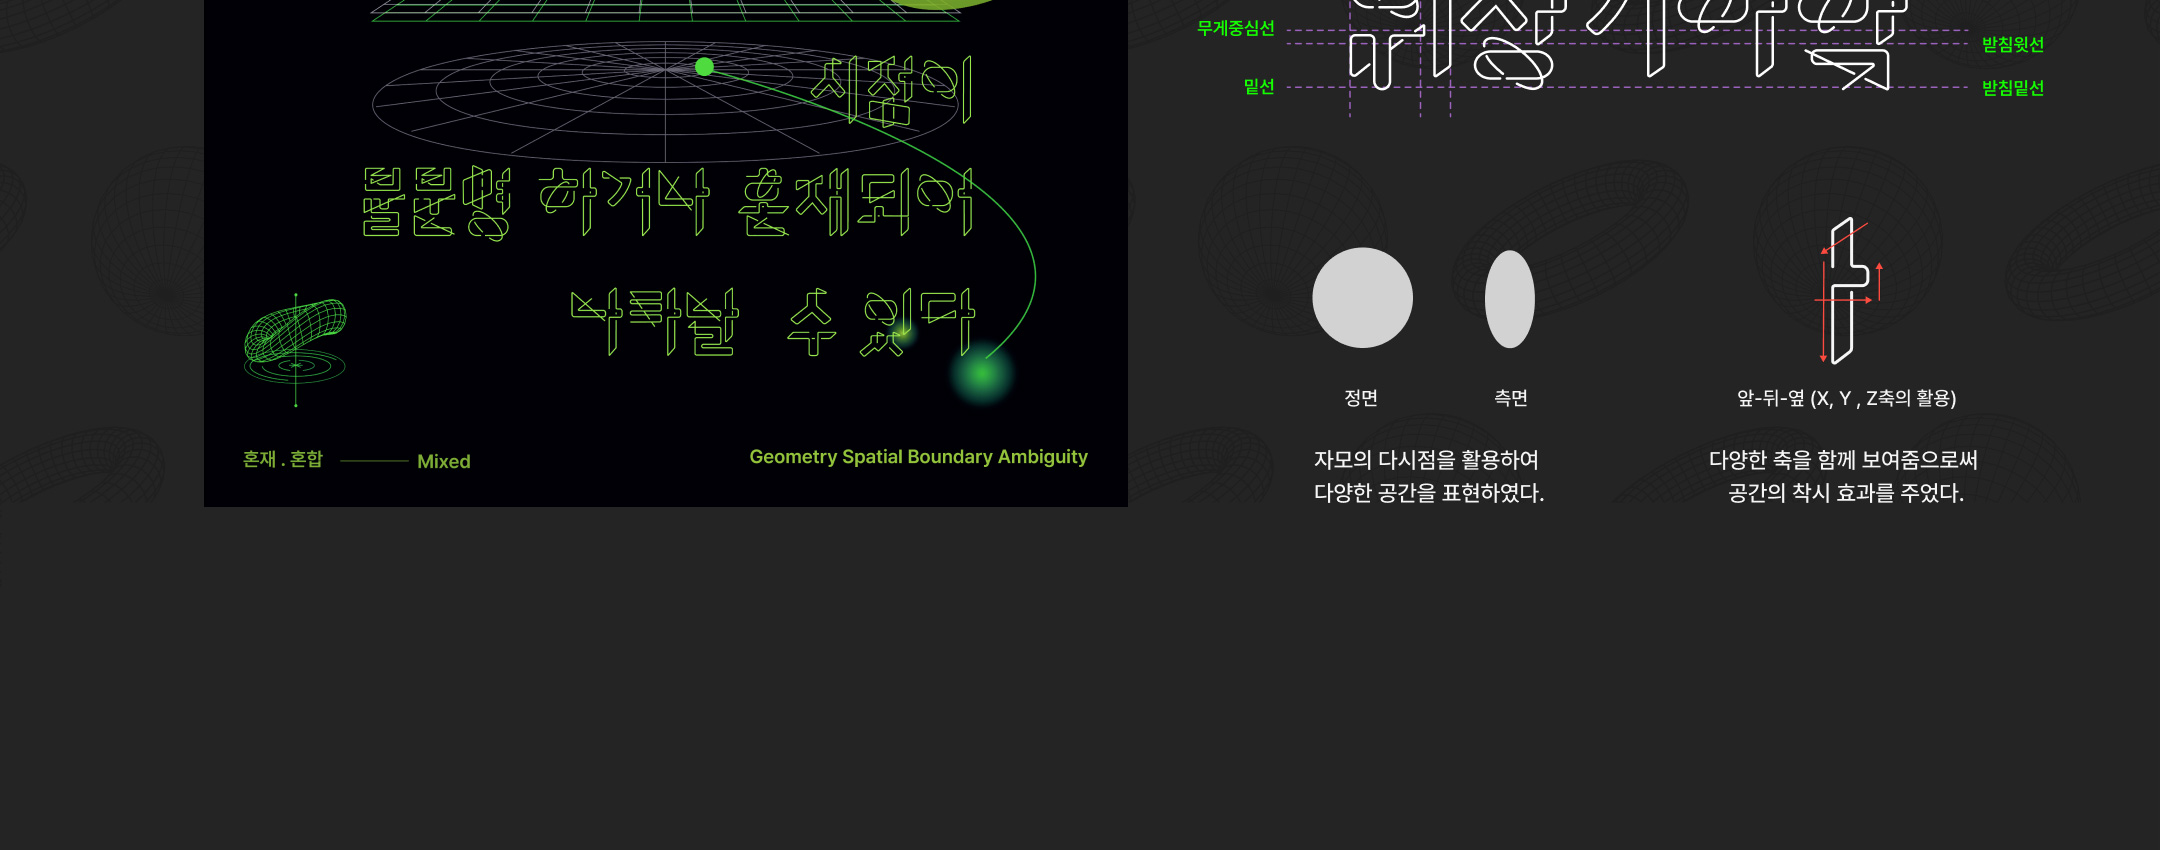 시점이
불분명 하거나 혼재되어
나타날 수 있다
혼재 . 혼합
Mixed
Geometry Spatial Boundary Ambiguity
위상기하학
무게중심선
밑선
받침윗선
받침밑선
정면
측면
앞-뒤-옆 (X, Y , Z축의 활용)
자모의 다시점을 활용하여
다양한 공간을 표현하였다.
다양한 축을 함께 보여줌으로써
공간의 착시 효과를 주었다.